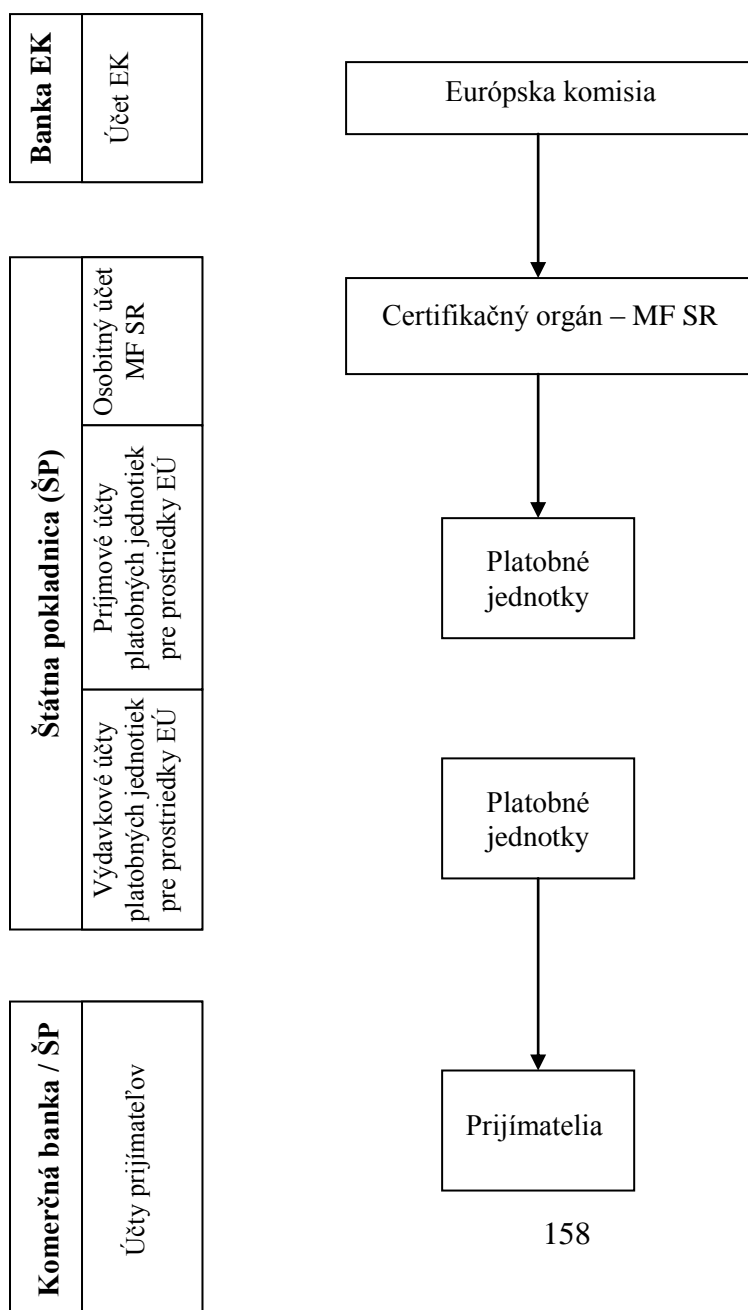 Banka EK
Účet EK
Európska komisia
Štátna pokladnica (ŠP)
Osobitný účet
MF SR
Certifikačný orgán – MF SR
Príjmové účty
platobných jednotiek
pre prostriedky EÚ
Platobné
jednotky
Výdavkové účty
platobných jednotiek
pre prostriedky EÚ
Platobné
jednotky
Komerčná banka / ŠP
Účty prijímateľov
Prijímatelia
158